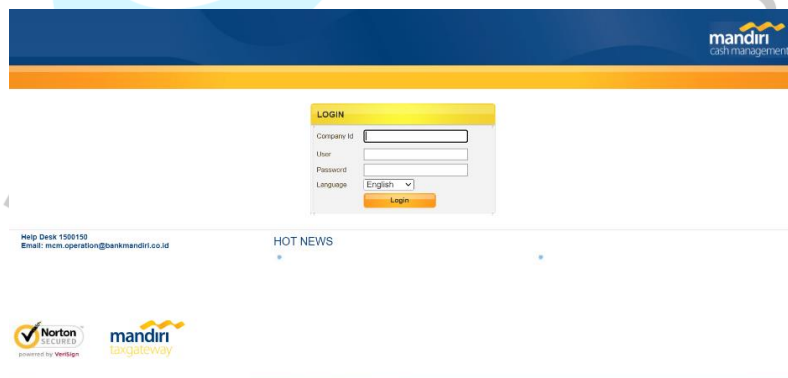 mandiri
cash management
LOGIN
Company Id
User
Password
Language English
Login
Help Desk 1500150
Email: mcm.operation@bankmandiri.co.id
HOT NEWS
Norton
SECURED
powered by VeriSign
mandiri
taxgateway